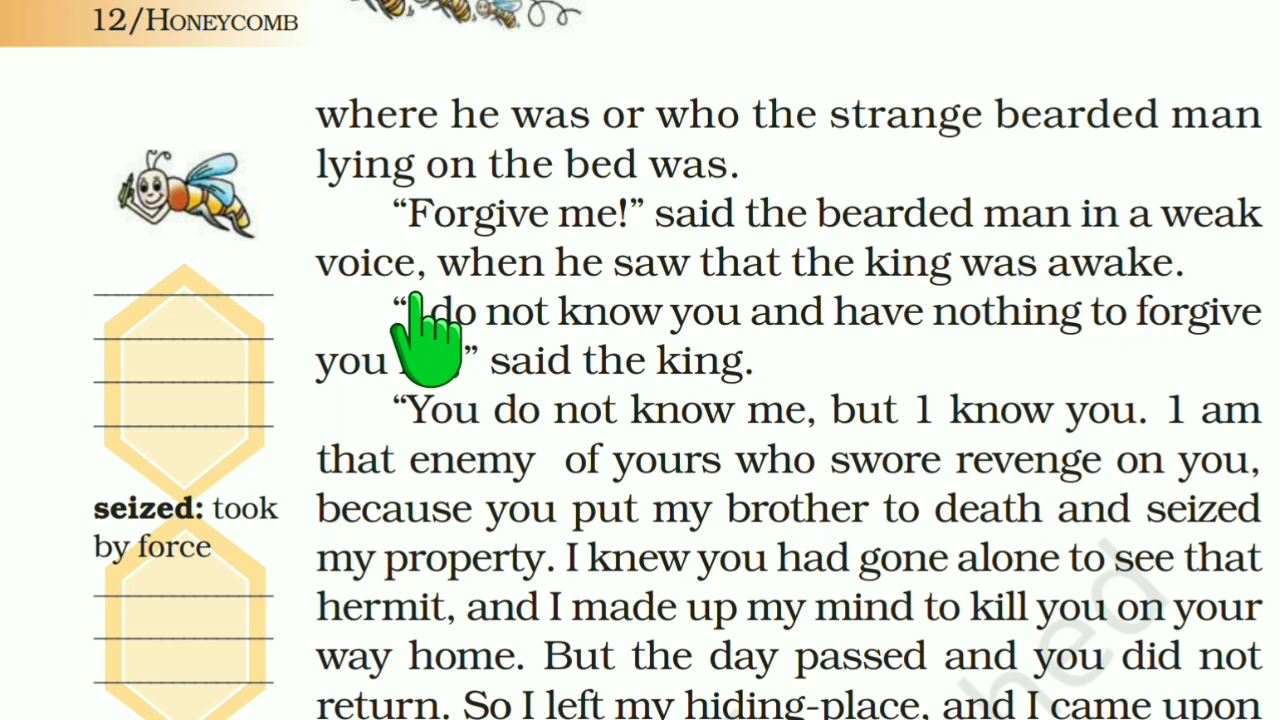 12/HONEYCOMB
where he was or who the strange bearded man
lying on the bed was.
“Forgive me!” said the bearded man in a weak
voice, when he saw that the king was awake.
“ do not know you and have nothing to forgive
you ” said the king.
“You do not know me, but 1 know you. 1 am
that enemy of yours who swore revenge on you,
because you put my brother to death and seized
my property. I knew you had gone alone to see that
hermit, and I made up my mind to kill you on your
way home. But the day passed and you did not
return. So I left my hiding-place, and I came upon
seized: took
by force
hed